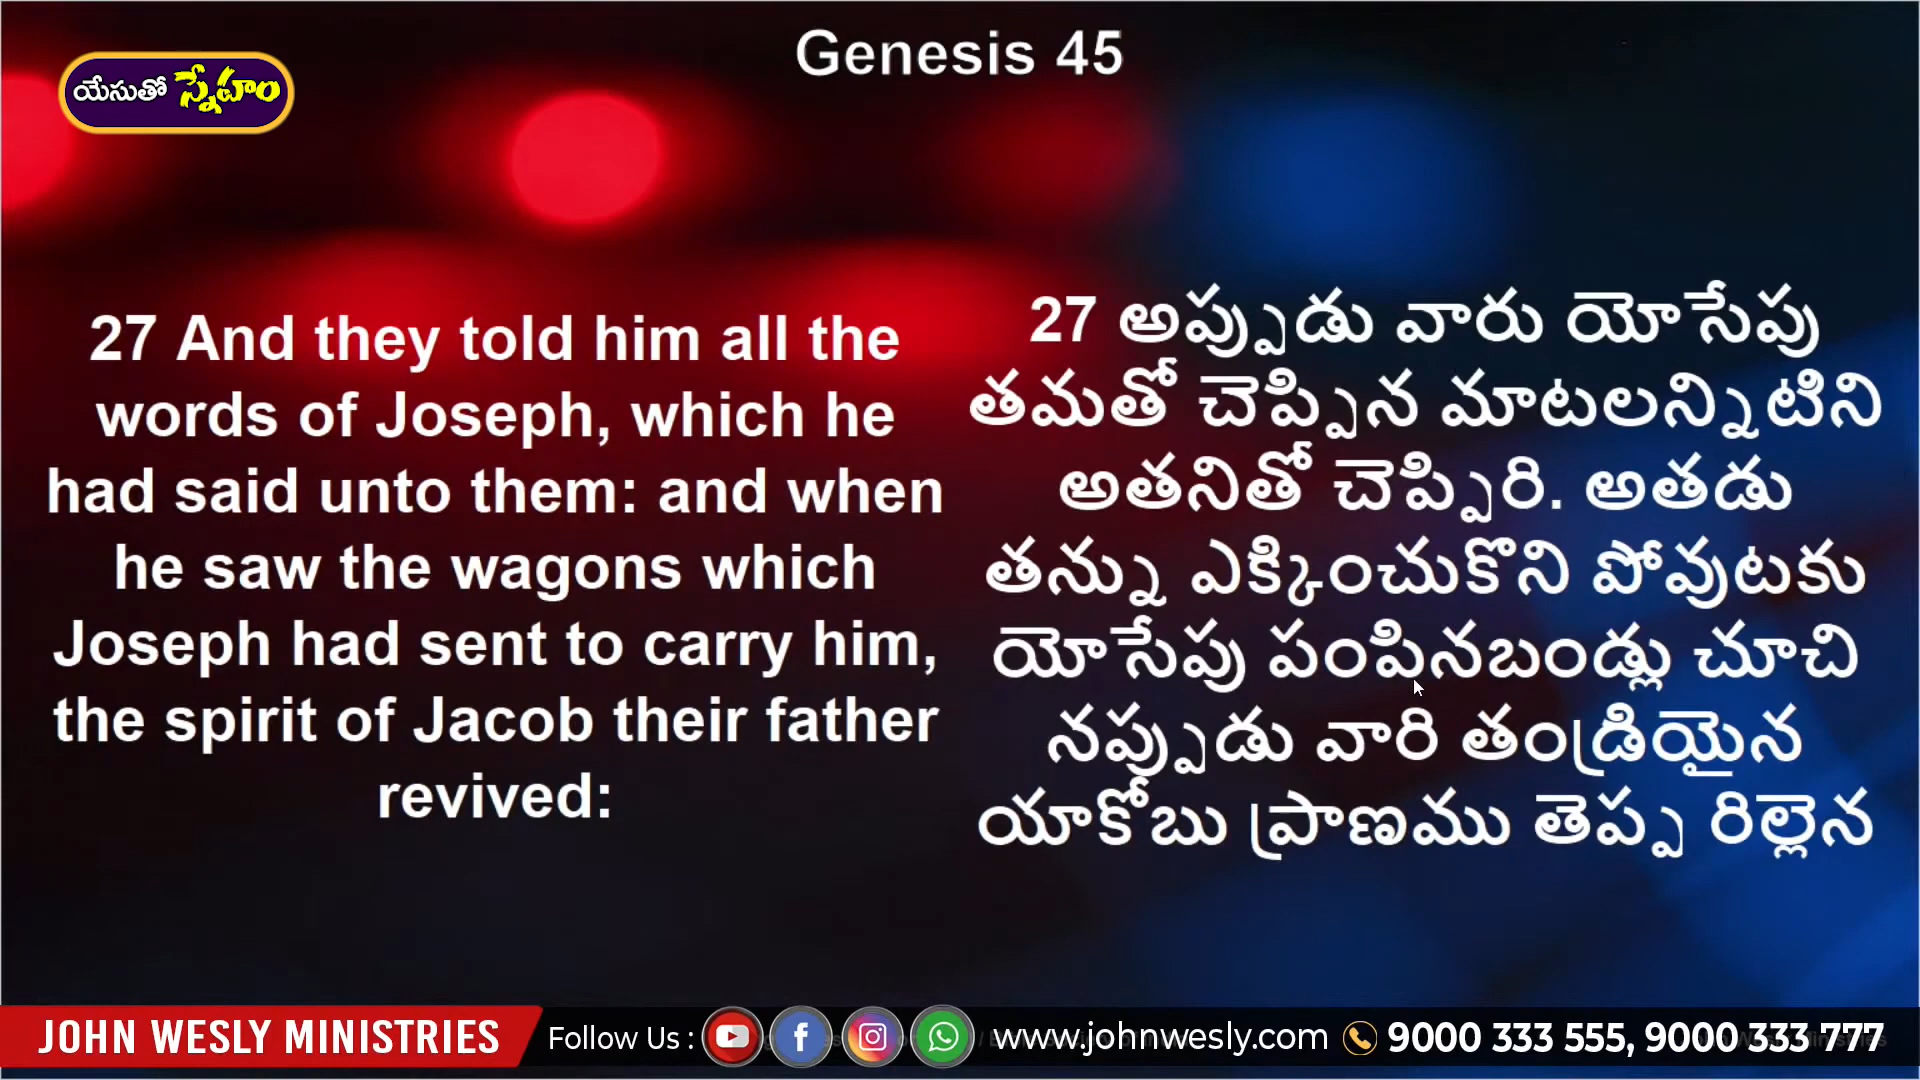 Genesis 45
యేసుతో స్నేహం
27 And they told him all the
words of Joseph, which he
had said unto them: and when
he saw the wagons which
Joseph had sent to carry him,
the spirit of Jacob their father
revived:
27 అప్పుడు వారు యోసేపు
తమతో చెప్పిన మాటలన్నిటిని
అతనితో చెప్పిరి. అతడు
తన్ను ఎక్కించుకొని పోవుటకు
యోసేపు పంపినబండ్లు చూచి
నప్పుడు వారి తండ్రియైన
యాకోబు ప్రాణము తెప్ప రిల్లెన
JOHN WESLY MINISTRIES Follow Us : www.johnwesly.com 9000 333 555, 9000 333 777